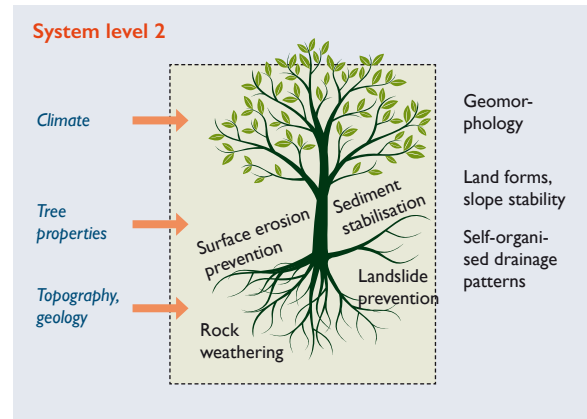 System level 2
Climate
Tree
properties
Topography,
geology
Surface erosion
prevention
Sediment
stabilisation
Landslide
prevention
Rock
weathering
Geomor-
phology
Land forms,
slope stability
Self-organi-
sed drainage
patterns